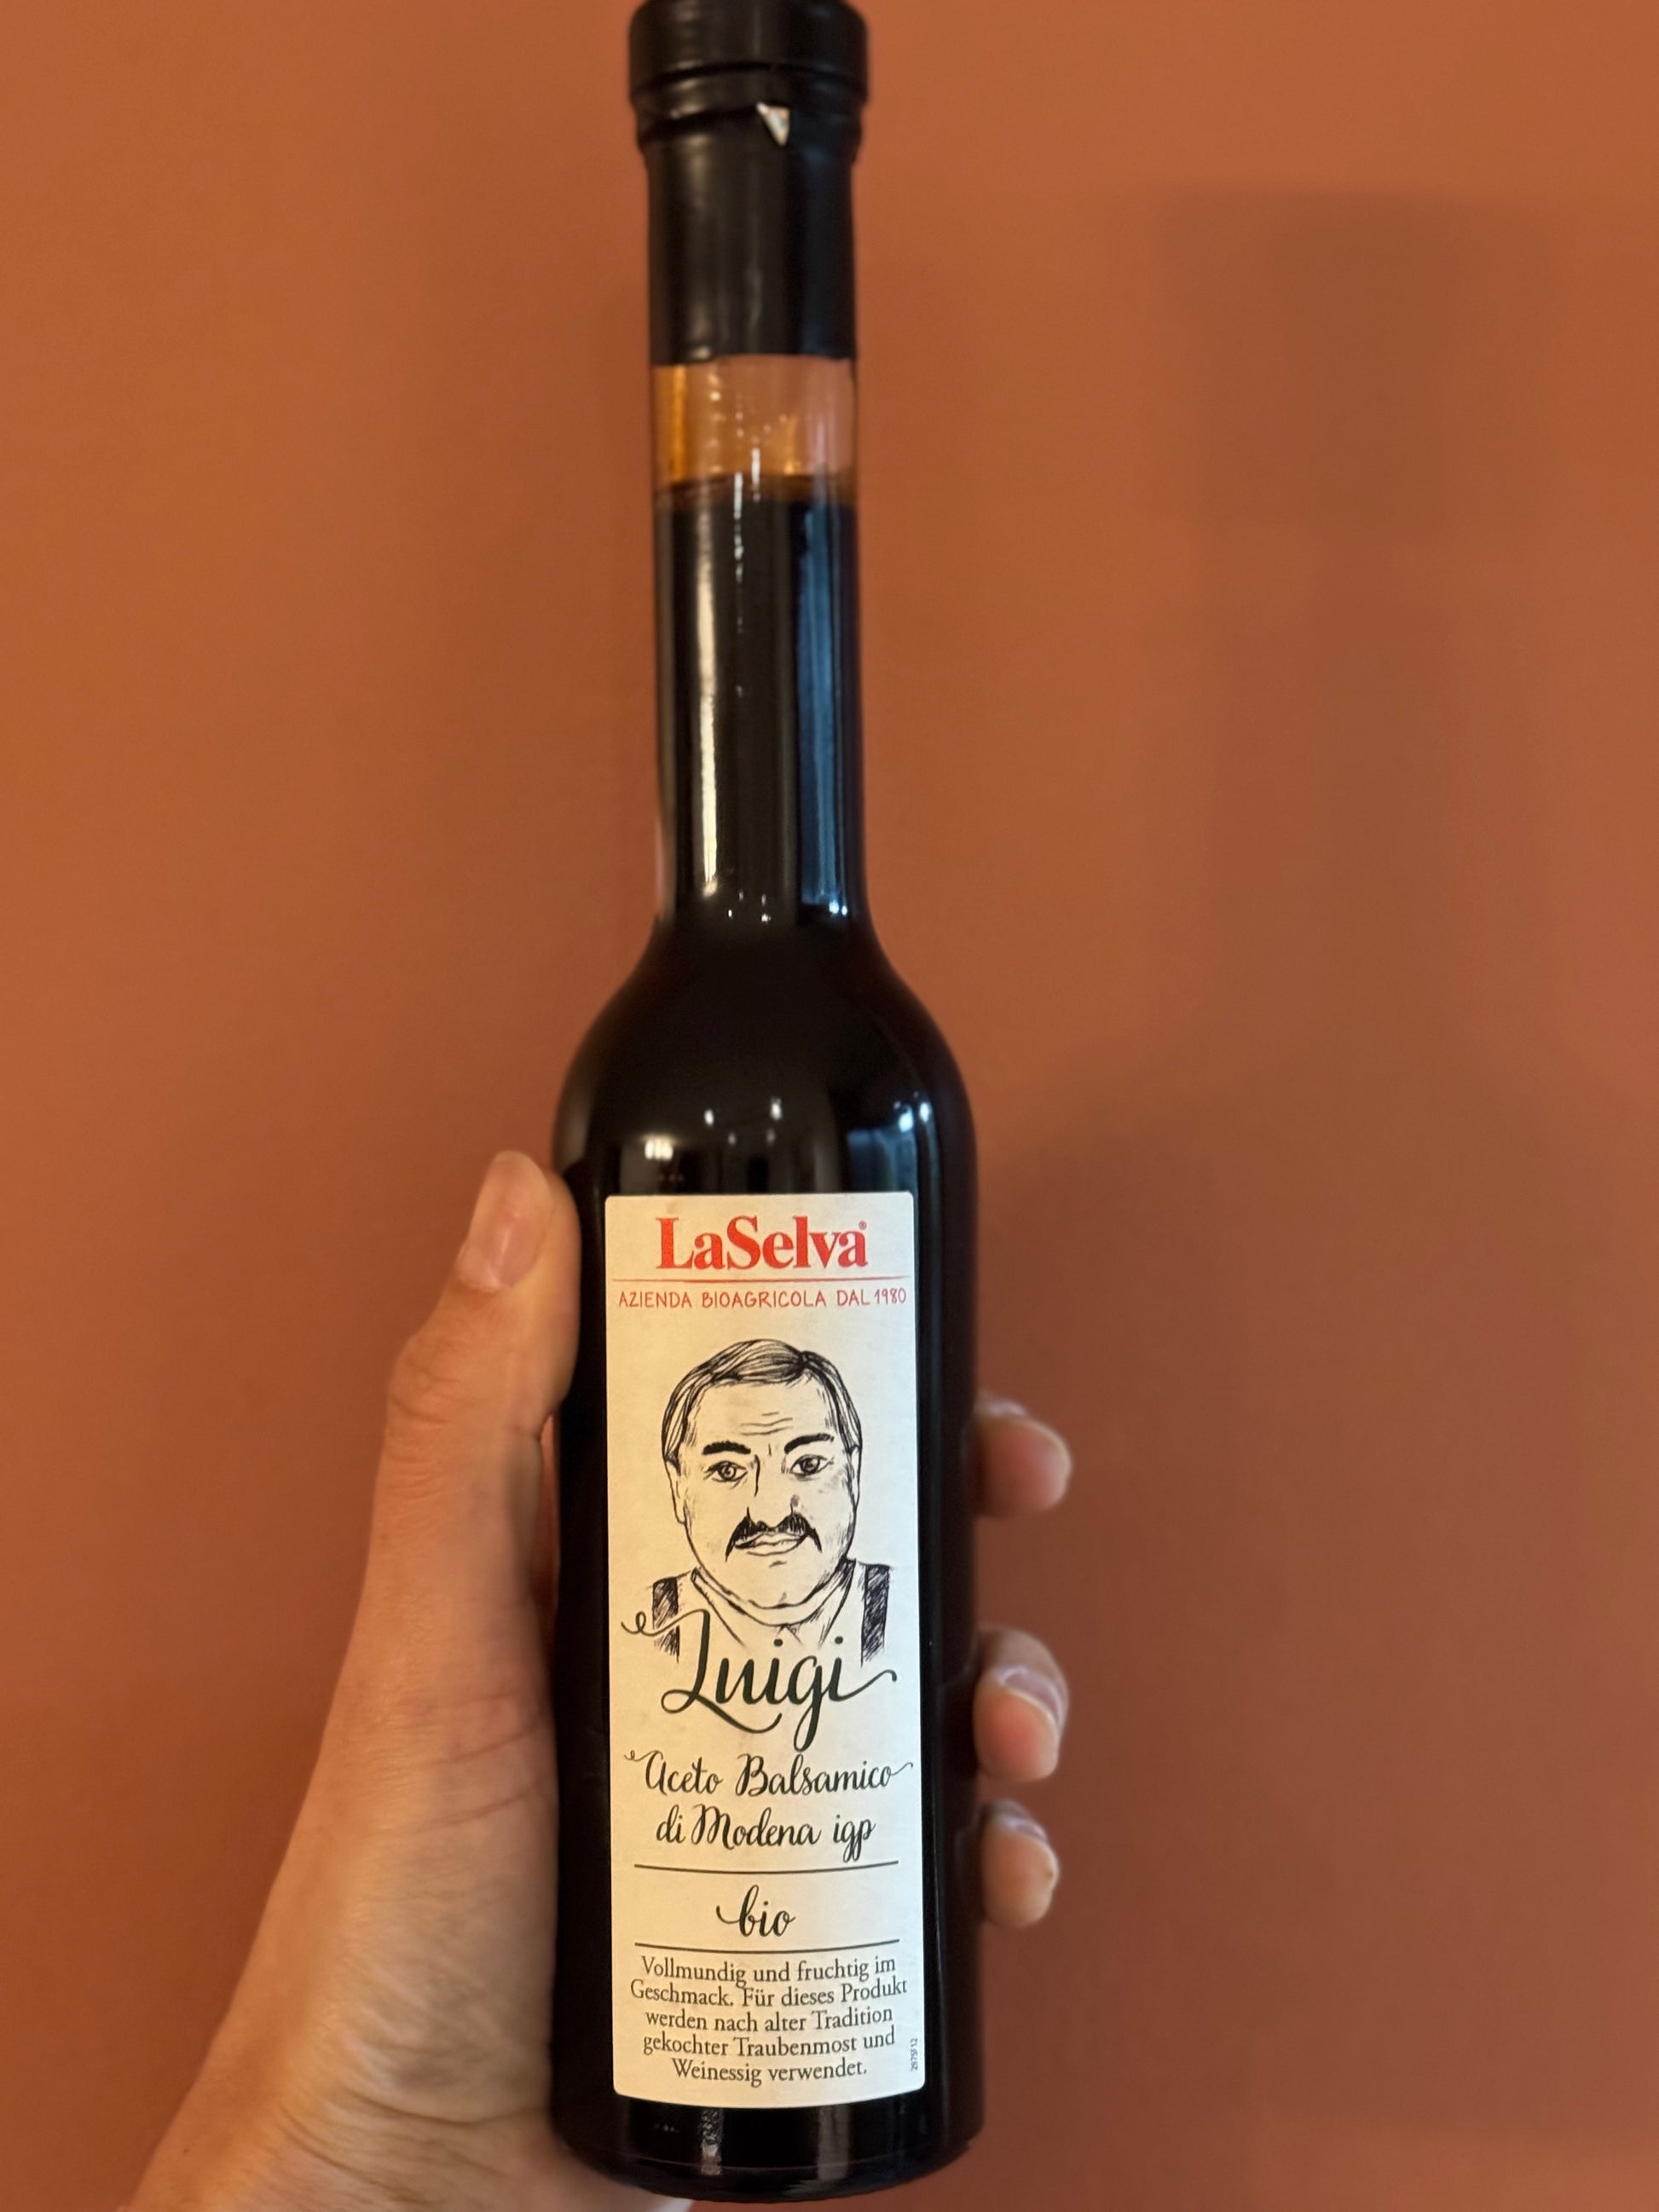 LaSelva®
AZIENDA BIOAGRICOLA DAL 1980
Luigi
Aceto Balsamico
di Modena igp
bio
Vollmundig und fruchtig im
Geschmack. Für dieses Produkt
werden nach alter Tradition
gekochter Traubenmost und
Weinessig verwendet.